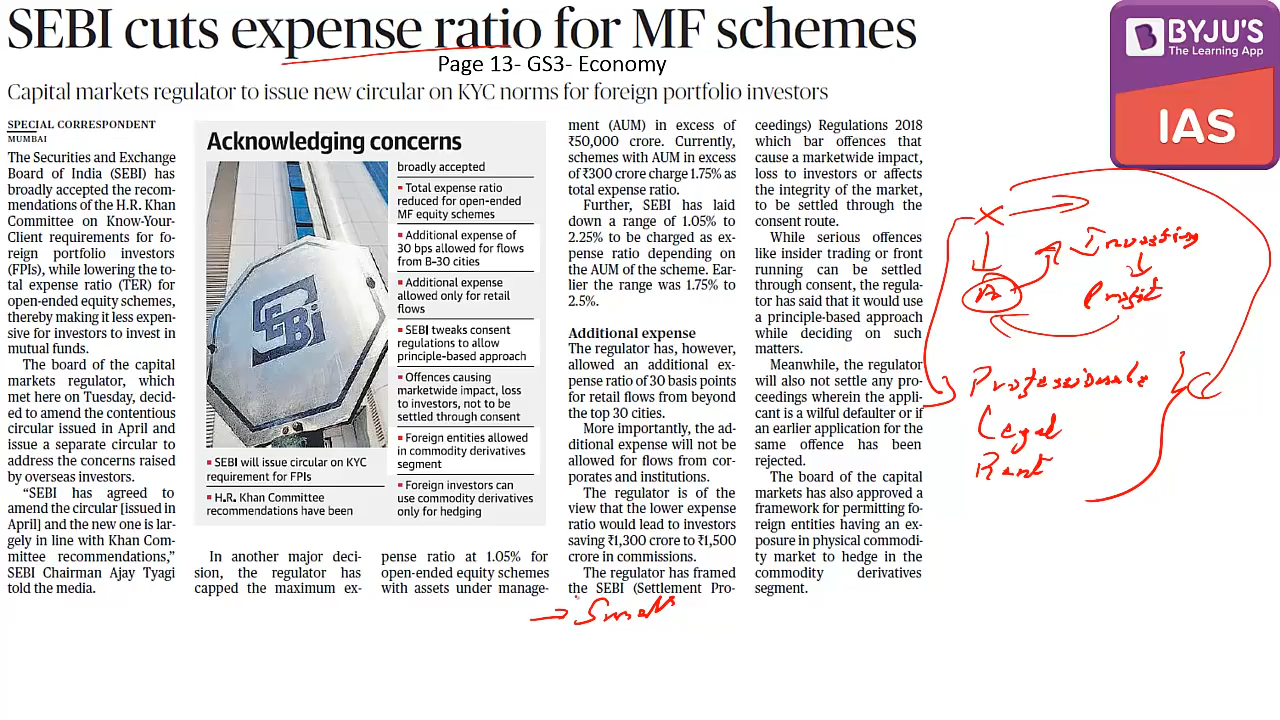 SEBI cuts expense ratio for MF schemes
Page 13- GS3- Economy
Capital markets regulator to issue new circular on KYC norms for foreign portfolio investors
BYJU'S
The Learning App
IAS
SPECIAL CORRESPONDENT
MUMBAI
The Securities and Exchange
Board of India (SEBI) has
broadly accepted the recom-
mendations of the H.R. Khan
Committee on Know-Your-
Client requirements for fo-
reign portfolio investors
(FPIs), while lowering the to-
tal expense ratio (TER) for
open-ended equity schemes,
thereby making it less expen-
sive for investors to invest in
mutual funds.
The board of the capital
markets regulator, which
met here on Tuesday, decid-
ed to amend the contentious
circular issued in April and
issue a separate circular to
address the concerns raised
by overseas investors.
“SEBI has agreed to
amend the circular [issued in
April] and the new one is lar-
gely in line with Khan Com-
mittee recommendations,”
SEBI Chairman Ajay Tyagi
told the media.
Acknowledging concerns
SEBI
▪ SEBI will issue circular on KYC
requirement for FPIs
▪ H.R. Khan Committee
recommendations have been
broadly accepted
▪ Total expense ratio
reduced for open-ended
MF equity schemes
▪ Additional expense of
30 bps allowed for flows
from B-30 cities
▪ Additional expense
allowed only for retail
flows
▪ SEBI tweaks consent
regulations to allow
principle-based approach
▪ Offences causing
marketwide impact, loss
to investors, not to be
settled through consent
▪ Foreign entities allowed
in commodity derivatives
segment
▪ Foreign investors can
use commodity derivatives
only for hedging
In another major deci-
sion, the regulator has
capped the maximum ex-
pense ratio at 1.05% for
open-ended equity schemes
with assets under manage-
ment (AUM) in excess of
₹50,000 crore. Currently,
schemes with AUM in excess
of ₹300 crore charge 1.75% as
total expense ratio.
Further, SEBI has laid
down a range of 1.05% to
2.25% to be charged as ex-
pense ratio depending on
the AUM of the scheme. Ear-
lier the range was 1.75% to
2.5%.
Additional expense
The regulator has, however,
allowed an additional ex-
pense ratio of 30 basis points
for retail flows from beyond
the top 30 cities.
More importantly, the ad-
ditional expense will not be
allowed for flows from cor-
porates and institutions.
The regulator is of the
view that the lower expense
ratio would lead to investors
saving ₹1,300 crore to ₹1,500
crore in commissions.
The regulator has framed
the SEBI (Settlement Pro-
ceedings) Regulations 2018
which bar offences that
cause a marketwide impact,
loss to investors or affects
the integrity of the market,
to be settled through the
consent route.
While serious offences
like insider trading or front
running can be settled
through consent, the regula-
tor has said that it would use
a principle-based approach
while deciding on such
matters.
Meanwhile, the regulator
will also not settle any pro-
ceedings wherein the appli-
cant is a wilful defaulter or if
an earlier application for the
same offence has been
rejected.
The board of the capital
markets has also approved a
framework for permitting fo-
reign entities having an ex-
posure in physical commodi-
ty market to hedge in the
commodity derivatives
segment.
X
Investing
Profit
Professionals
Legal
Rent